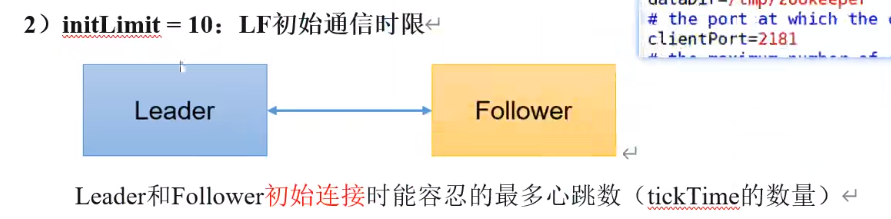 dataDir=/tmp/zookeeper
2）initLimit = 10：LF初始通信时限
# the port at which the
clientPort=2181
Leader
Follower
Leader和Follower初始连接时能容忍的最多心跳数（tickTime的数量）